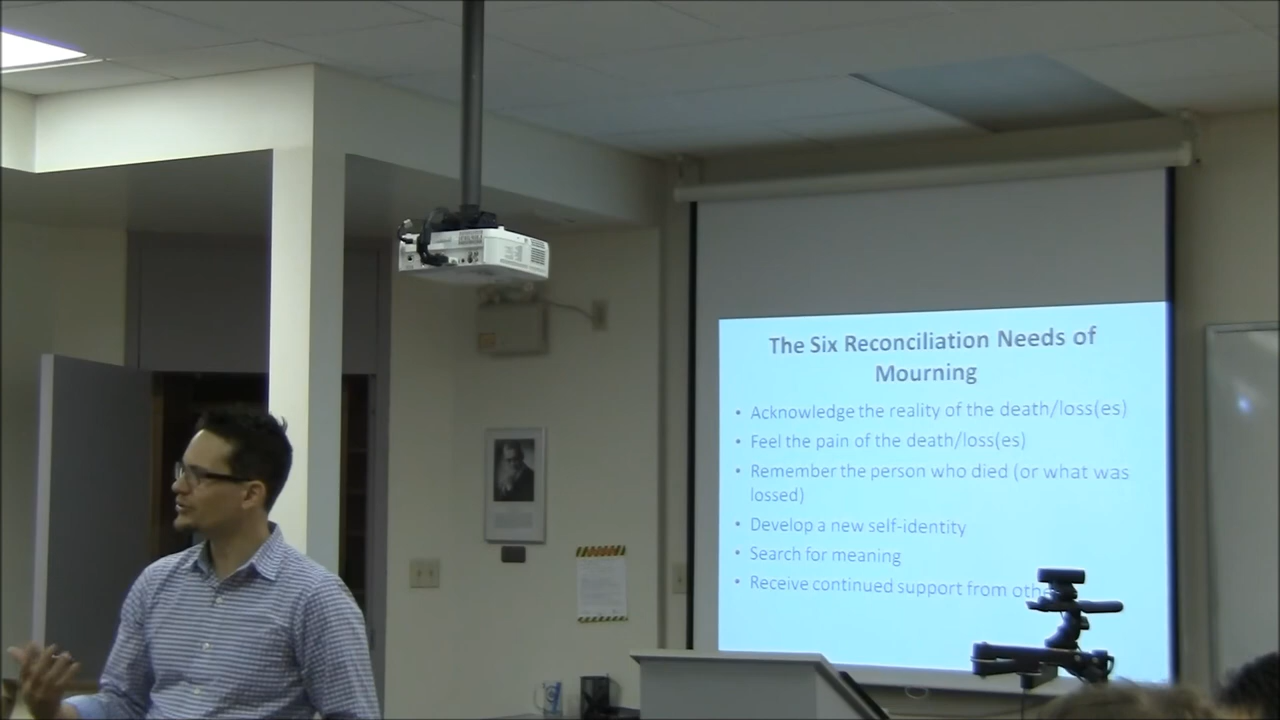 The Six Reconciliation Needs of
Mourning
• Acknowledge the reality of the death/loss(es)
• Feel the pain of the death/loss(es)
• Remember the person who died (or what was
lossed)
• Develop a new self-identity
• Search for meaning
• Receive continued support from